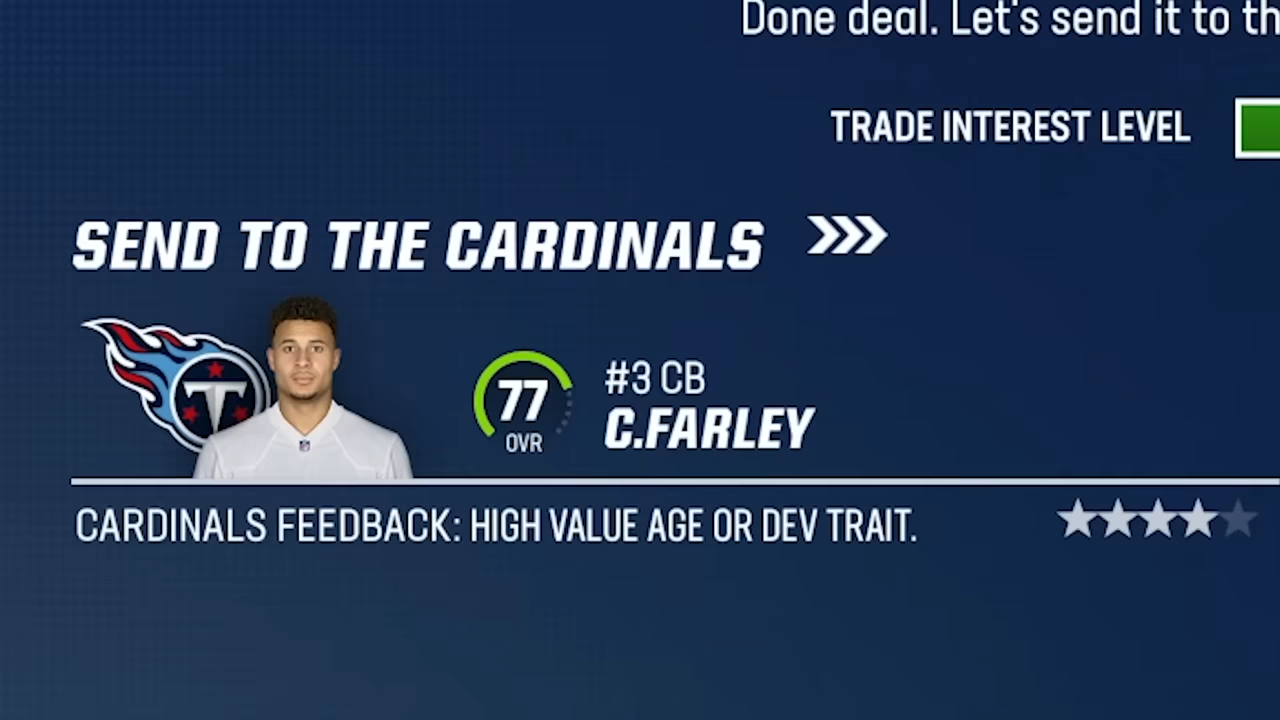 Done deal. Let's send it to th
TRADE INTEREST LEVEL
SEND TO THE CARDINALS
T
77
OVR
#3 CB
C.FARLEY
CARDINALS FEEDBACK: HIGH VALUE AGE OR DEV TRAIT.